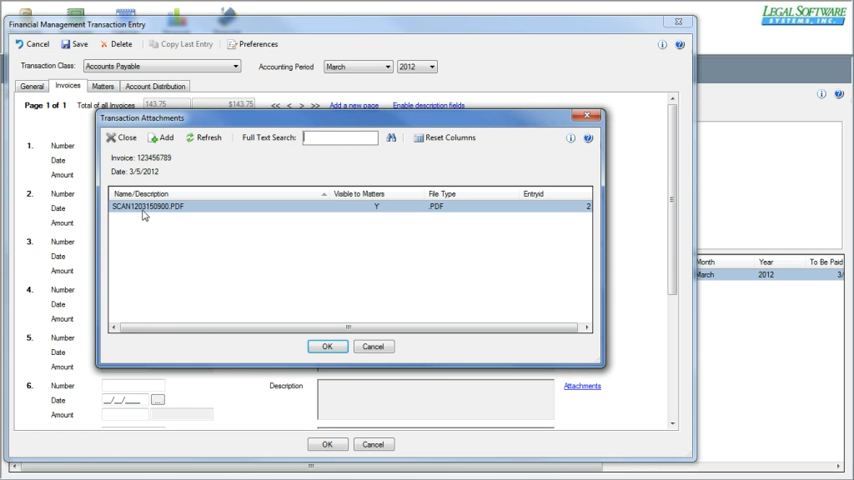 Financial Management Transaction Entry
LEGAL SOFTWARE
SYSTEMS, INC.
Cancel Save Delete Copy Last Entry Preferences
Transaction Class: Accounts Payable Accounting Period March 2012
General Invoices Matters Account Distribution
Page 1 of 1 Total of all Invoices 143.75 $143.75 << < > >> Add a new page Enable description fields
Transaction Attachments
Close Add Refresh Full Text Search: Reset Columns
Invoice: 123456789
Date: 3/5/2012
Name/Description Visible to Matters File Type Entryid
SCAN1203150900.PDF Y .PDF 2
OK Cancel
1. Number
Date
Amount
2. Number
Date
Amount
3. Number
Date
Amount
4. Number
Date
Amount
5. Number
Date
Amount
6. Number Description Attachments
Date __/__/____ ...
Amount
OK Cancel
Month Year To Be Paid
March 2012 3/